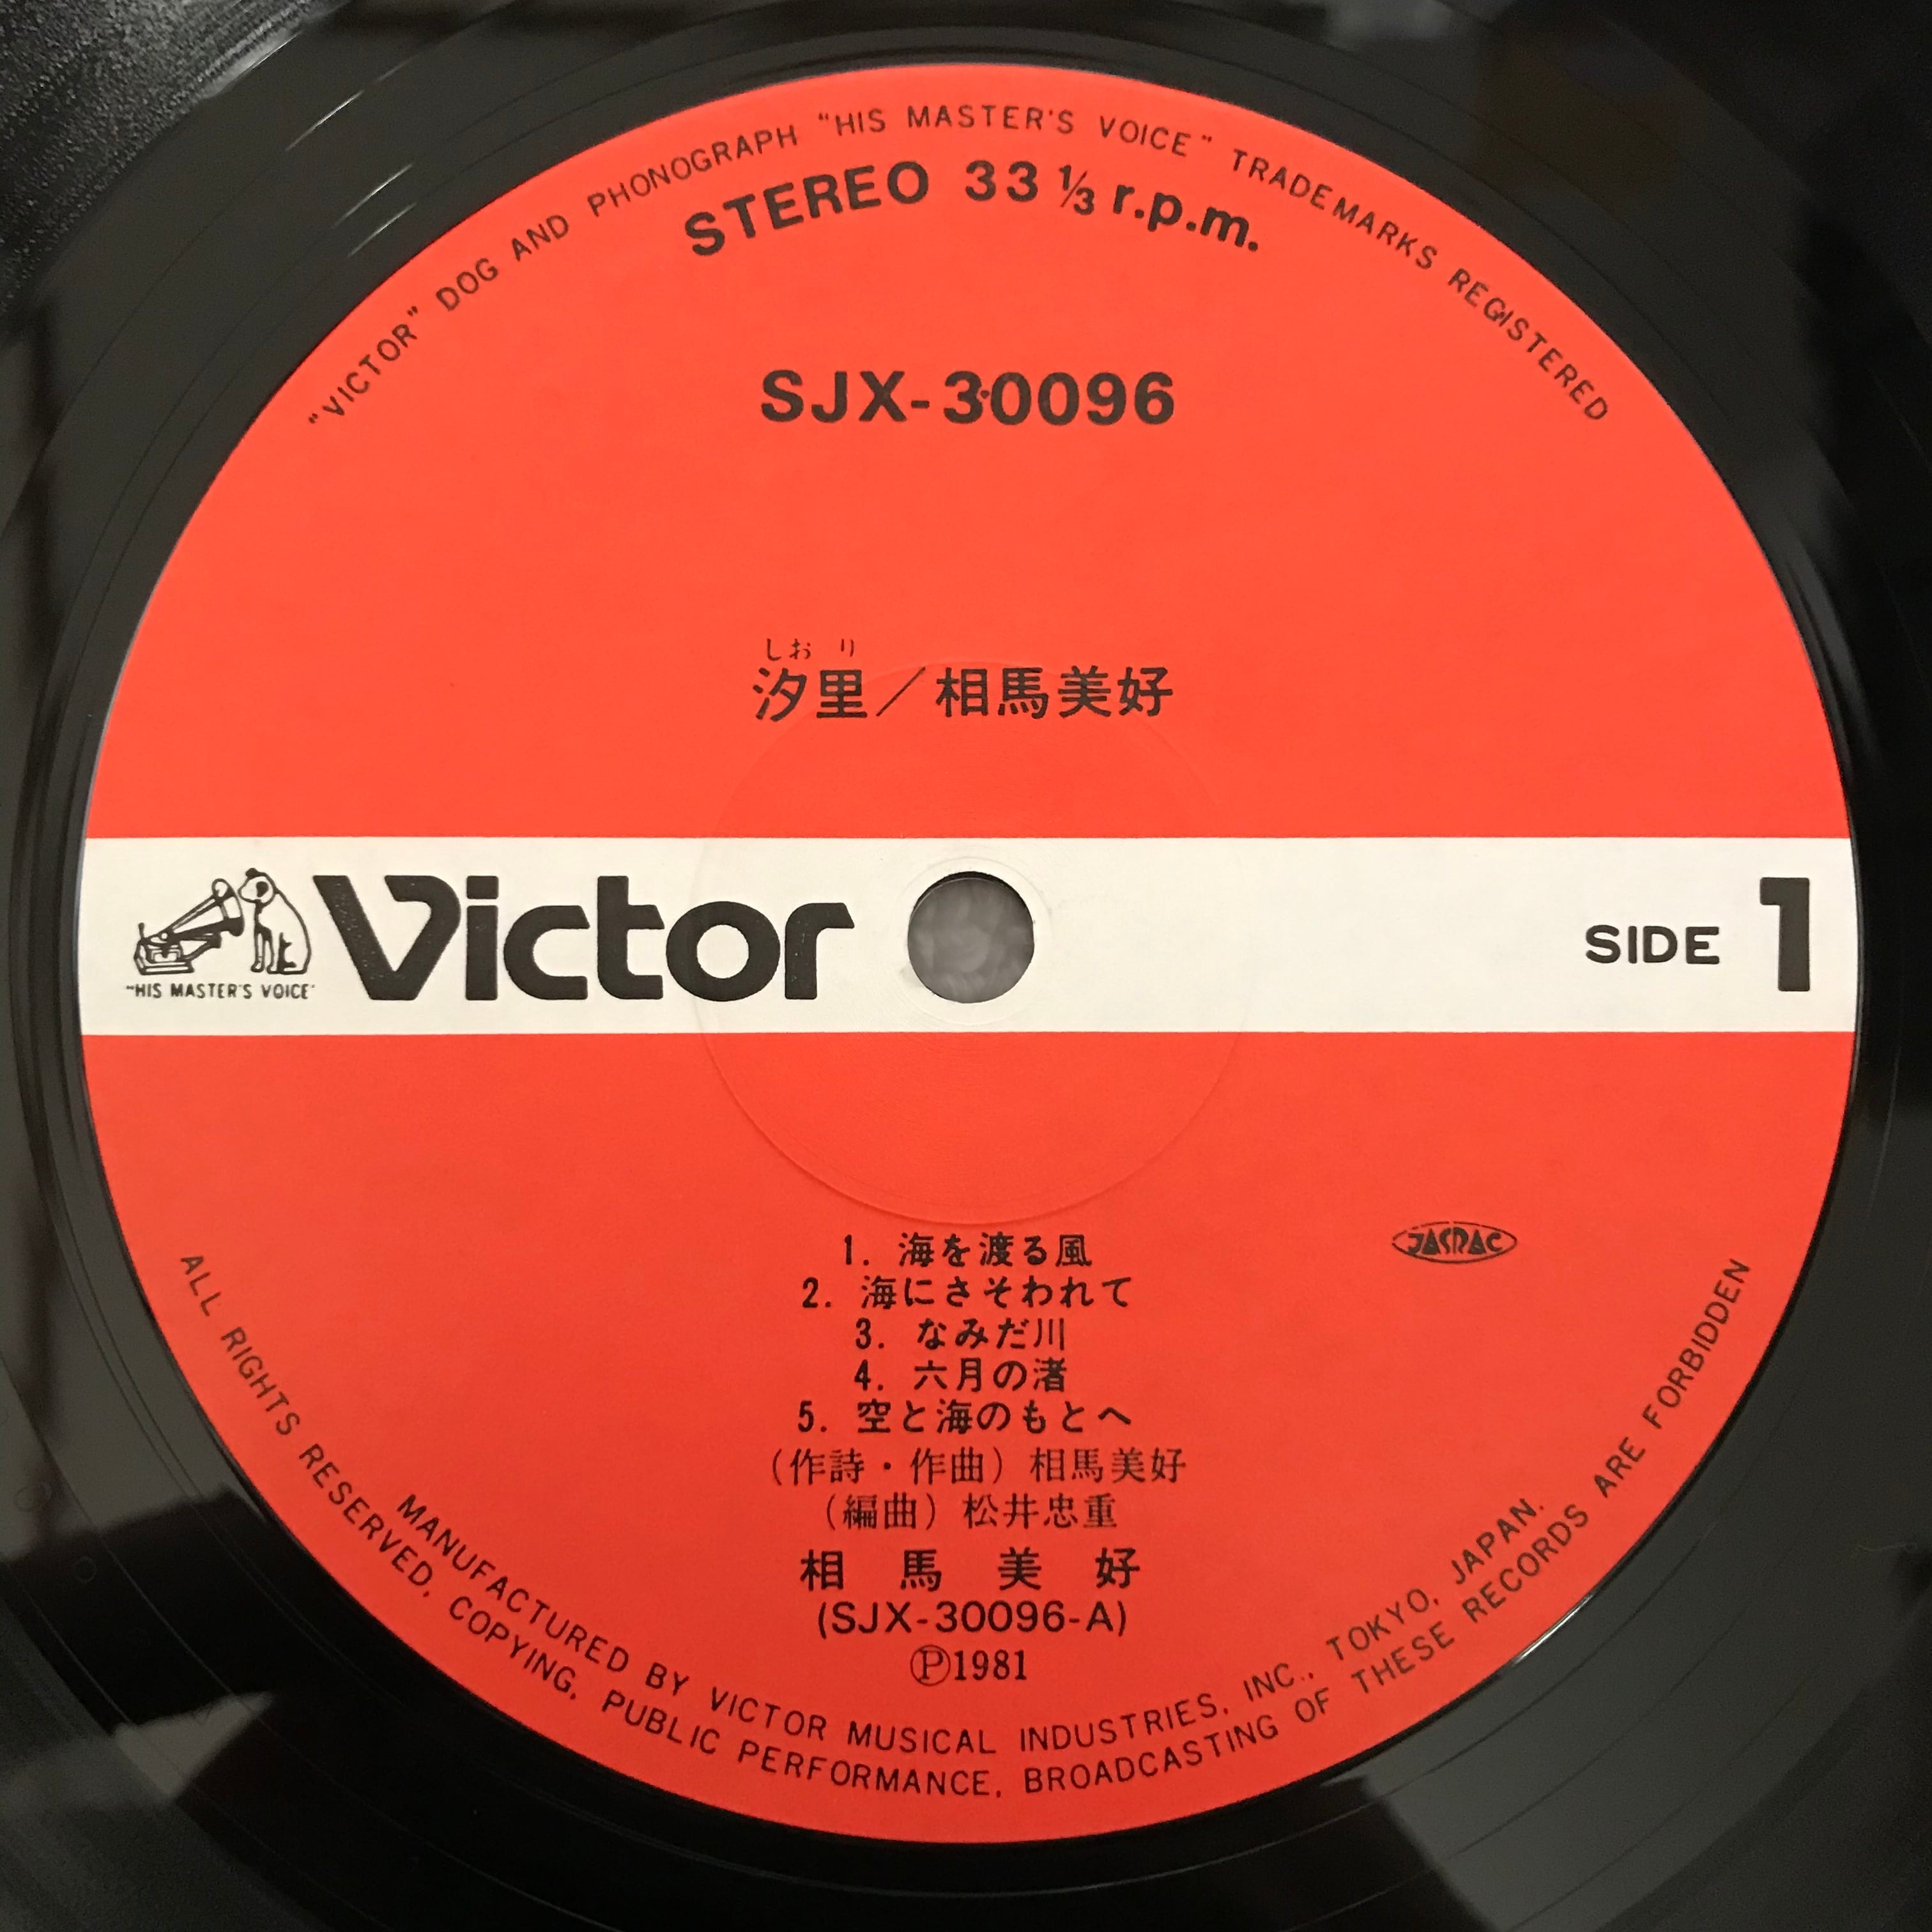 "VICTOR" DOG AND PHONOGRAPH "HIS MASTER'S VOICE" TRADEMARKS REGISTERED
STEREO 33 ⅓ r.p.m.
SJX-30096
しおり
汐里／相馬美好
Victor
"HIS MASTER'S VOICE"
SIDE 1
1. 海を渡る風
2. 海にさそわれて
3. なみだ川
4. 六月の渚
5. 空と海のもとへ
(作詩・作曲) 相馬美好
(編曲) 松井忠重
相馬美好
(SJX-30096-A)
Ⓟ1981
JASRAC
MANUFACTURED BY VICTOR MUSICAL INDUSTRIES, INC., TOKYO, JAPAN.
ALL RIGHTS RESERVED, COPYING, PUBLIC PERFORMANCE, BROADCASTING OF THESE RECORDS ARE FORBIDDEN